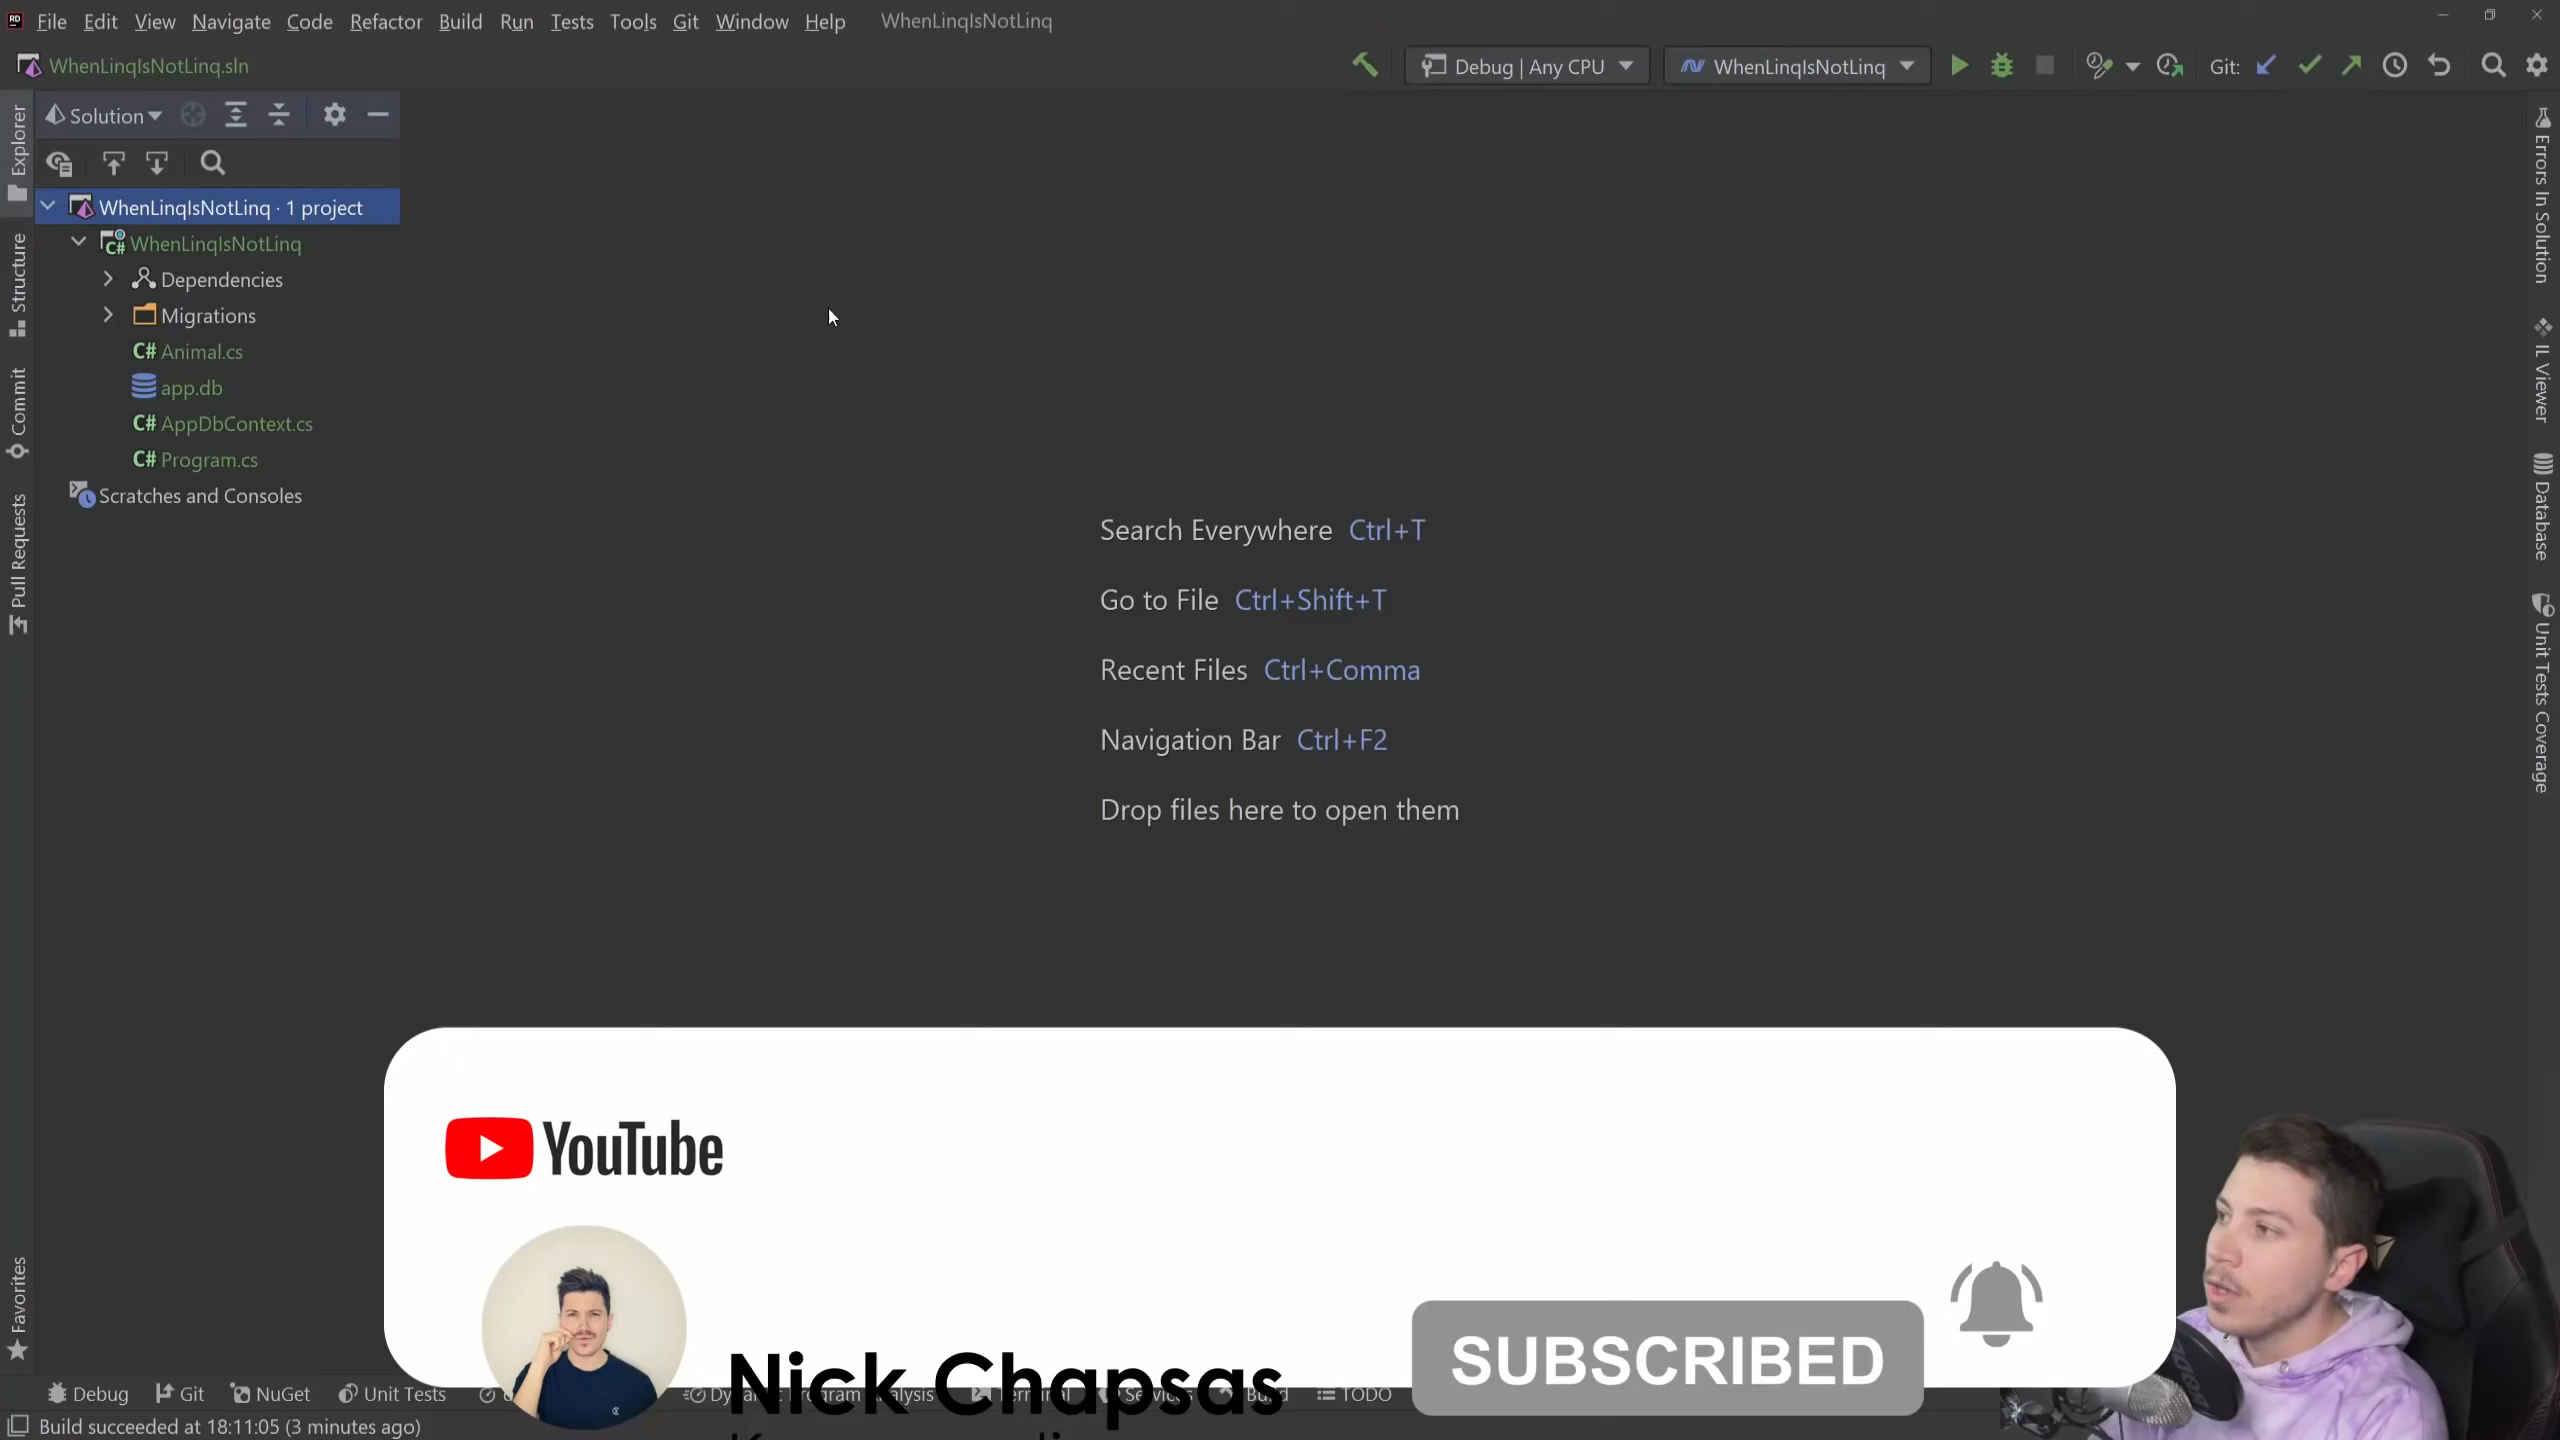 File Edit View Navigate Code Refactor Build Run Tests Tools Git Window Help WhenLinqIsNotLinq
WhenLinqIsNotLinq.sln
Debug | Any CPU
WhenLinqIsNotLinq
Git:
Solution
WhenLinqIsNotLinq · 1 project
WhenLinqIsNotLinq
Dependencies
Migrations
C# Animal.cs
app.db
C# AppDbContext.cs
C# Program.cs
Scratches and Consoles
Explorer
Structure
Commit
Pull Requests
Favorites
Search Everywhere Ctrl+T
Go to File Ctrl+Shift+T
Recent Files Ctrl+Comma
Navigation Bar Ctrl+F2
Drop files here to open them
Errors In Solution
IL Viewer
Database
Unit Tests Coverage
YouTube
Nick Chapsas
SUBSCRIBED
Debug Git NuGet Unit Tests
TODO
Build succeeded at 18:11:05 (3 minutes ago)